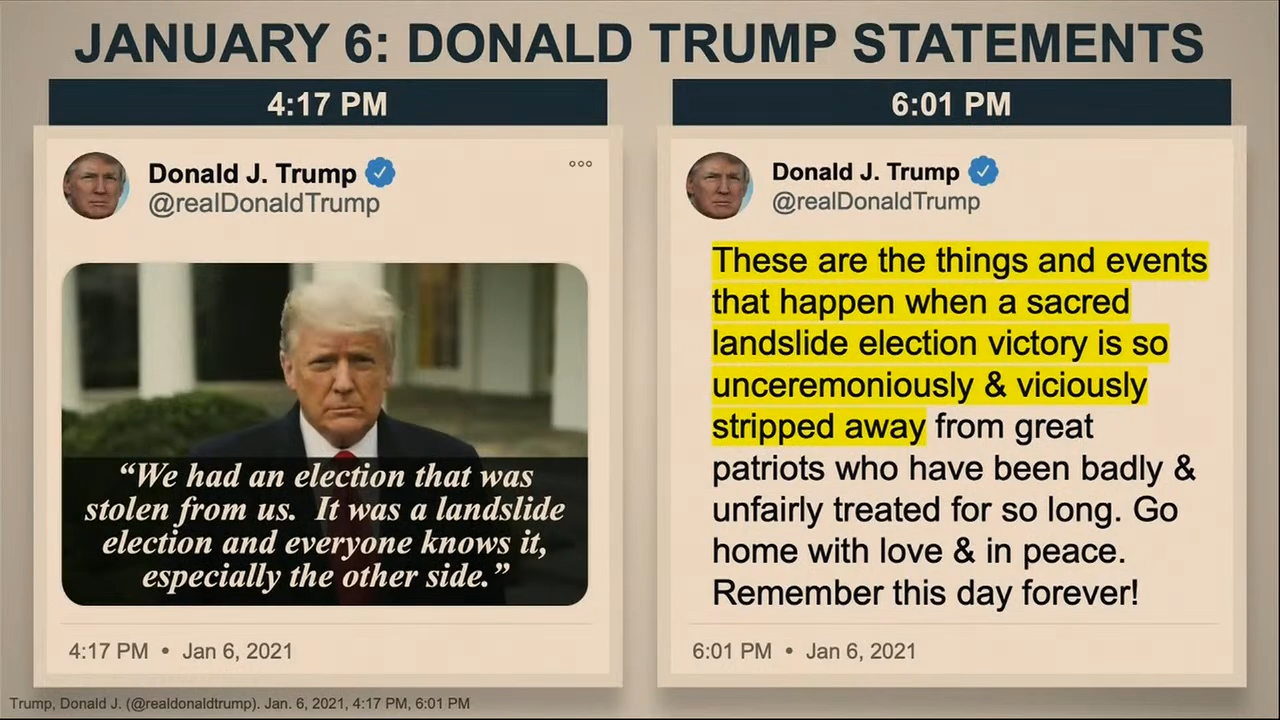 JANUARY 6: DONALD TRUMP STATEMENTS
4:17 PM
Donald J. Trump
@realDonaldTrump
“We had an election that was
stolen from us. It was a landslide
election and everyone knows it,
especially the other side.”
4:17 PM • Jan 6, 2021
6:01 PM
Donald J. Trump
@realDonaldTrump
These are the things and events
that happen when a sacred
landslide election victory is so
unceremoniously & viciously
stripped away from great
patriots who have been badly &
unfairly treated for so long. Go
home with love & in peace.
Remember this day forever!
6:01 PM • Jan 6, 2021
Trump, Donald J. (@realdonaldtrump). Jan. 6, 2021, 4:17 PM, 6:01 PM